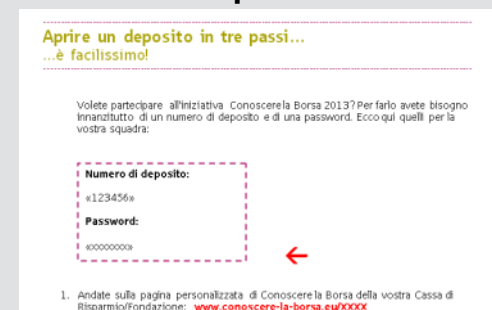 Aprire un deposito in tre passi...
...è facilissimo!
Volete partecipare all'iniziativa Conoscere la Borsa 2013? Per farlo avete bisogno
innanzitutto di un numero di deposito e di una password. Ecco qui quelli per la
vostra squadra:
Numero di deposito:
«123456»
Password:
«xxxxxxxx»
1. Andate sulla pagina personalizzata di Conoscere la Borsa della vostra Cassa di
Risparmio/Fondazione: www.conoscere-la-borsa.eu/XXXX